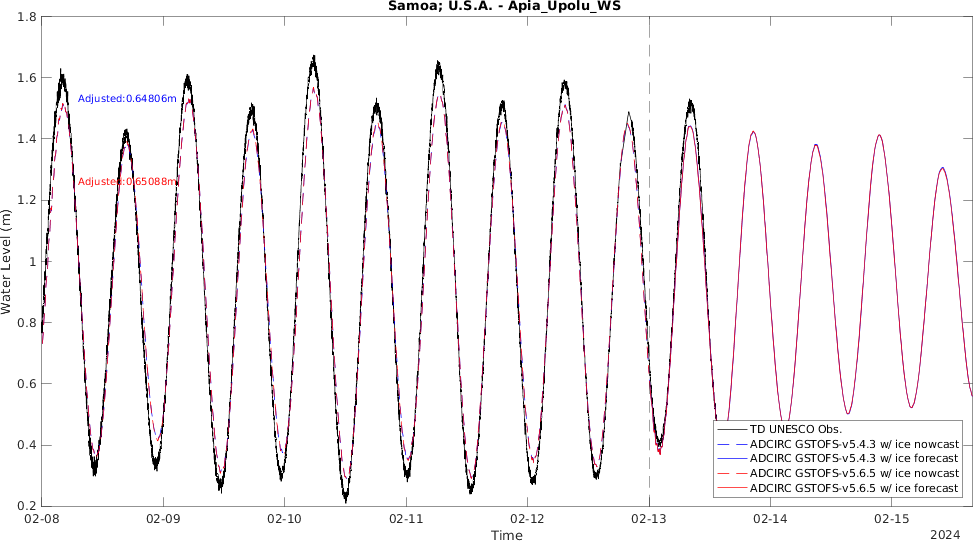 Samoa; U.S.A. - Apia_Upolu_WS
1.8
1.6
1.4
1.2
1
0.8
0.6
0.4
0.2
Water Level (m)
Adjusted:0.64806m
Adjusted:0.65088m
TD UNESCO Obs.
ADCIRC GSTOFS-v5.4.3 w/ ice nowcast
ADCIRC GSTOFS-v5.4.3 w/ ice forecast
ADCIRC GSTOFS-v5.6.5 w/ ice nowcast
ADCIRC GSTOFS-v5.6.5 w/ ice forecast
02-08 02-09 02-10 02-11 02-12 02-13 02-14 02-15
Time
2024